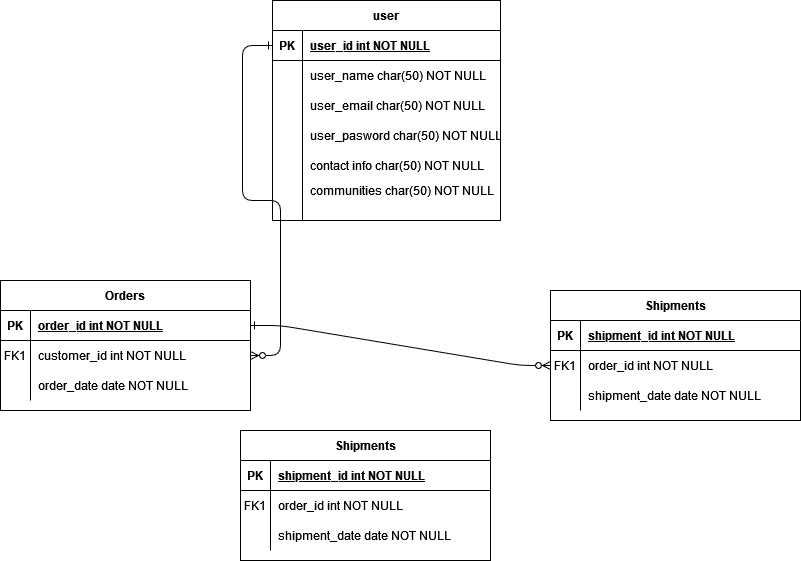 user
PK user_id int NOT NULL
user_name char(50) NOT NULL
user_email char(50) NOT NULL
user_pasword char(50) NOT NULL
contact info char(50) NOT NULL
communities char(50) NOT NULL
Orders
PK order_id int NOT NULL
FK1 customer_id int NOT NULL
order_date date NOT NULL
Shipments
PK shipment_id int NOT NULL
FK1 order_id int NOT NULL
shipment_date date NOT NULL
Shipments
PK shipment_id int NOT NULL
FK1 order_id int NOT NULL
shipment_date date NOT NULL